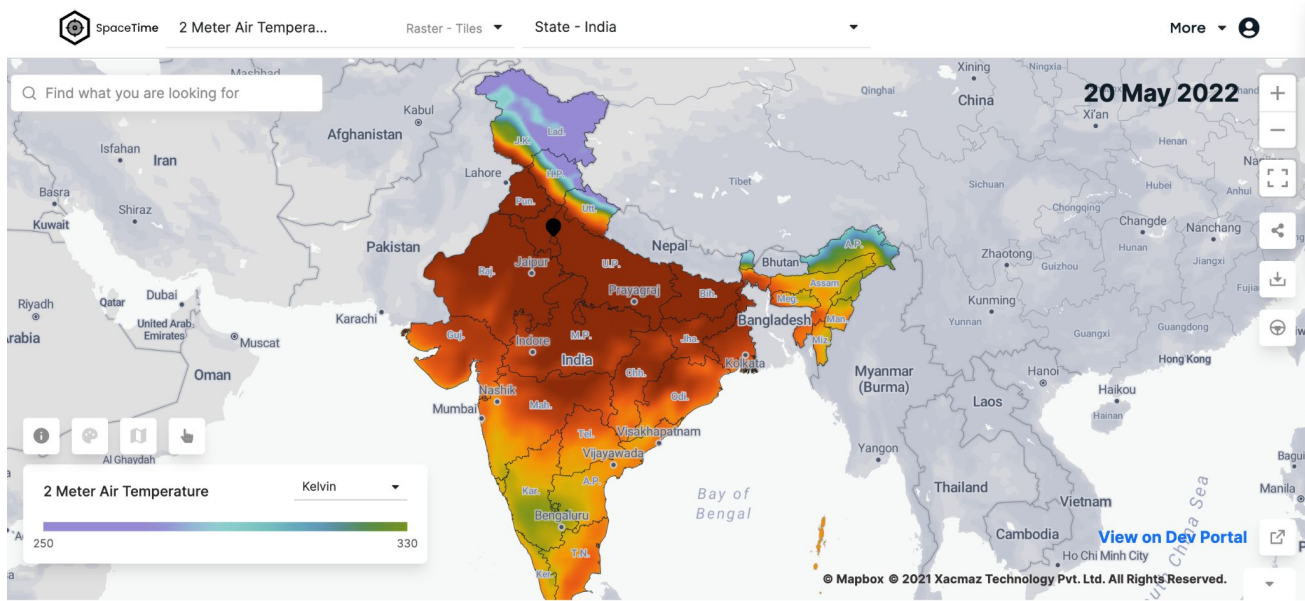 SpaceTime
2 Meter Air Tempera...
Raster - Tiles
State - India
More
Find what you are looking for
20 May 2022
Mashhad
Kabul
Afghanistan
Isfahan
Iran
Lahore
Basra
Shiraz
Kuwait
Pakistan
Riyadh
Qatar
Dubai
United Arab
Emirates
Muscat
Karachi
Oman
Al Ghaydah
Xining
Ningxia
Qinghai
China
Xi'an
Henan
Tibet
Sichuan
Hubei
Anhui
Chongqing
Changde
Nanchang
Zhaotong
Hunan
Jiangxi
Guizhou
Kunming
Yunnan
Guangxi
Guangdong
Hong Kong
Hanoi
Haikou
Hainan
Laos
Myanmar
(Burma)
Yangon
Thailand
Vietnam
Manila
Cambodia
Ho Chi Minh City
South China Sea
Nepal
Bhutan
Bangladesh
Lad.
J.K.
H.P.
Pun.
Utt.
Jaipur
Raj.
U.P.
Prayagraj
Bih.
A.P.
Assam
Meg.
Man.
Miz.
Guj.
Indore
M.P.
India
Jha.
Kolkata
Chh.
Odi.
Nashik
Mumbai
Mah.
Tel.
Visakhapatnam
Vijayawada
A.P.
Kar.
Bengaluru
T.N.
Ker.
Bay of
Bengal
2 Meter Air Temperature
Kelvin
250
330
View on Dev Portal
© Mapbox © 2021 Xacmaz Technology Pvt. Ltd. All Rights Reserved.